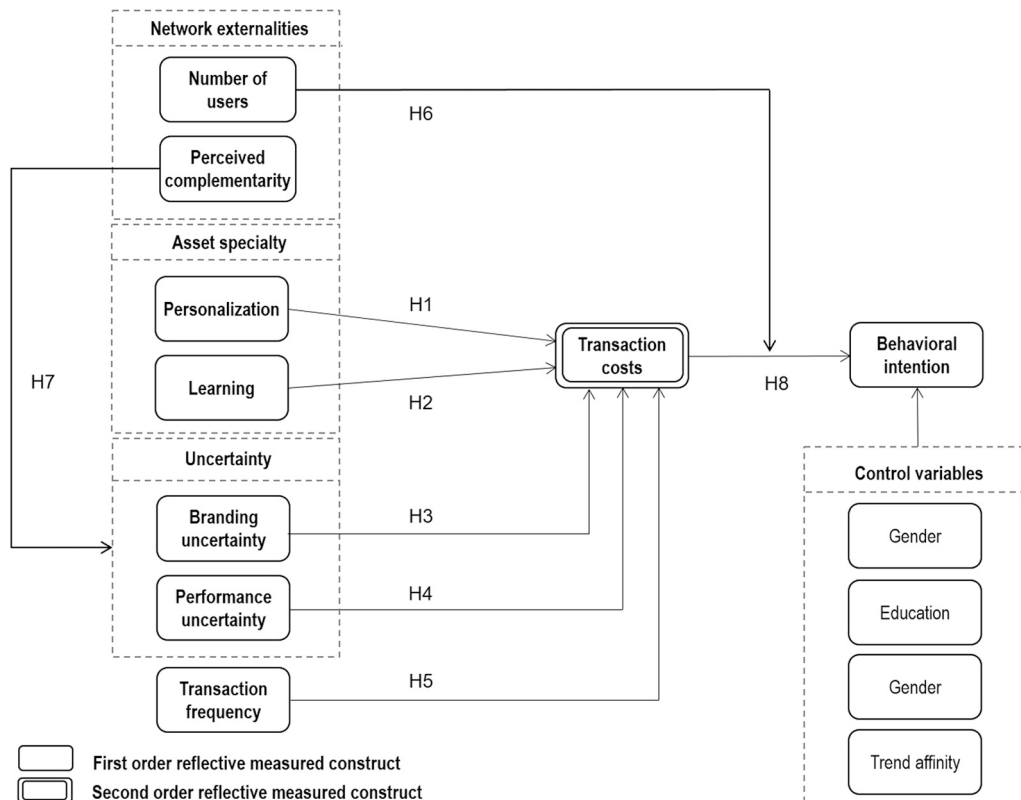 Network externalities
Number of
users
H6
Perceived
complementarity
Asset specialty
Personalization
H1
Transaction
costs
Behavioral
intention
H7
Learning
H2
H8
Uncertainty
Control variables
Branding
uncertainty
H3
Gender
Performance
uncertainty
H4
Education
Transaction
frequency
H5
Gender
Trend affinity
First order reflective measured construct
Second order reflective measured construct